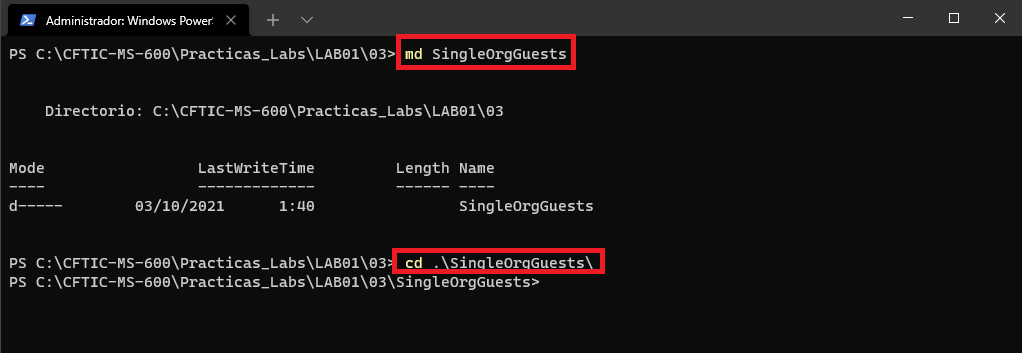 Administrador: Windows PowerS
PS C:\CFTIC-MS-600\Practicas_Labs\LAB01\03> md SingleOrgGuests
Directorio: C:\CFTIC-MS-600\Practicas_Labs\LAB01\03
Mode                 LastWriteTime         Length Name
----                 -------------         ------ ----
d-----        03/10/2021      1:40                SingleOrgGuests
PS C:\CFTIC-MS-600\Practicas_Labs\LAB01\03> cd .\SingleOrgGuests\
PS C:\CFTIC-MS-600\Practicas_Labs\LAB01\03\SingleOrgGuests>